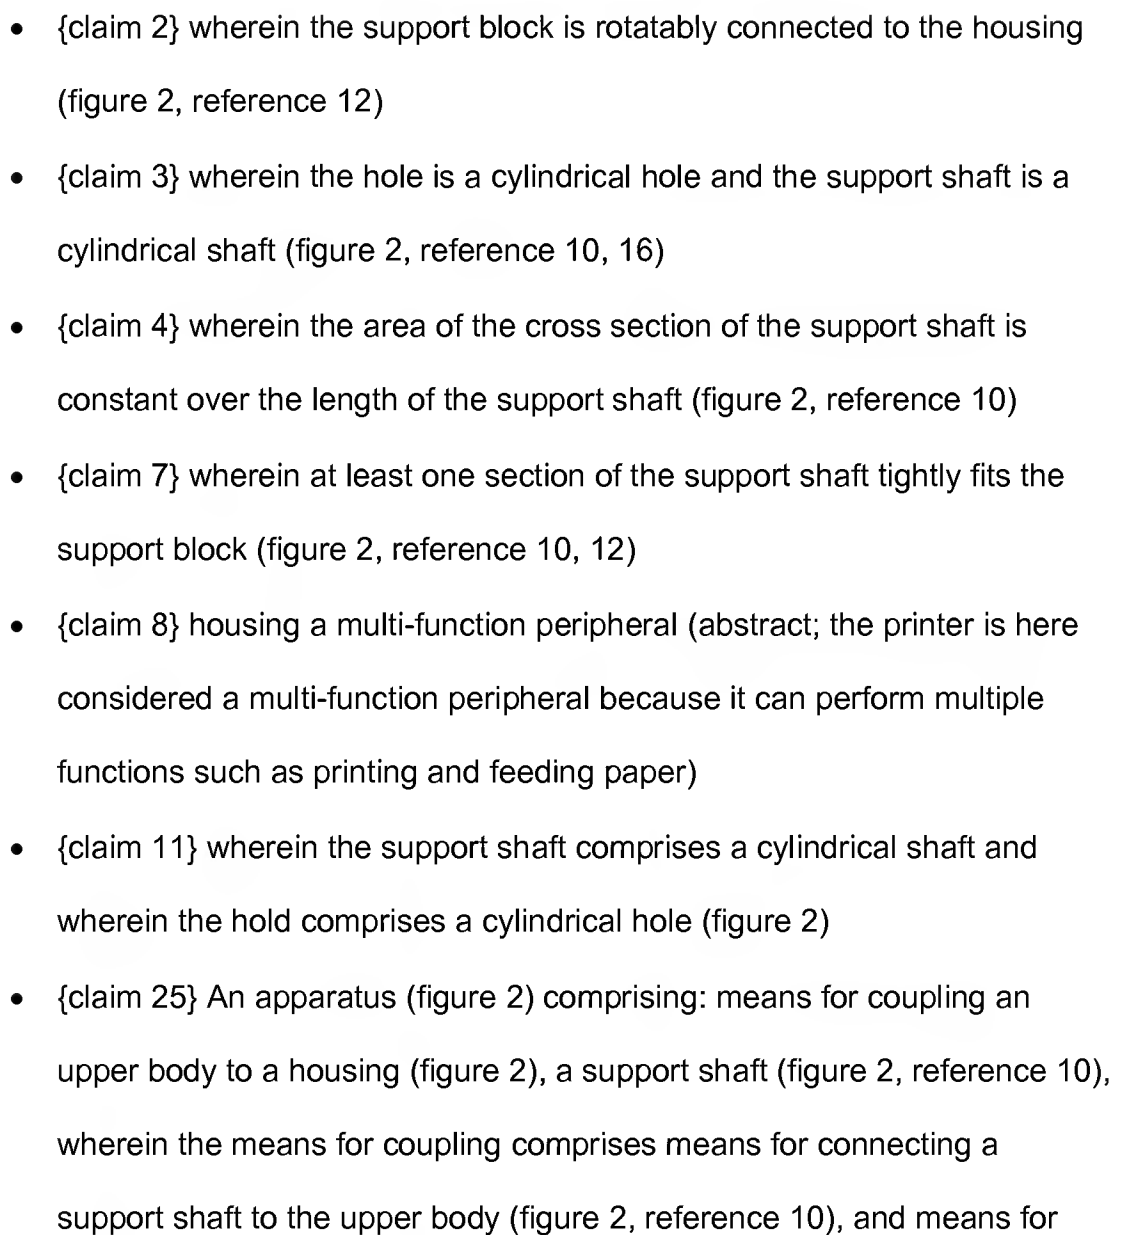 • {claim 2} wherein the support block is rotatably connected to the housing
(figure 2, reference 12)
• {claim 3} wherein the hole is a cylindrical hole and the support shaft is a
cylindrical shaft (figure 2, reference 10, 16)
• {claim 4} wherein the area of the cross section of the support shaft is
constant over the length of the support shaft (figure 2, reference 10)
• {claim 7} wherein at least one section of the support shaft tightly fits the
support block (figure 2, reference 10, 12)
• {claim 8} housing a multi-function peripheral (abstract; the printer is here
considered a multi-function peripheral because it can perform multiple
functions such as printing and feeding paper)
• {claim 11} wherein the support shaft comprises a cylindrical shaft and
wherein the hold comprises a cylindrical hole (figure 2)
• {claim 25} An apparatus (figure 2) comprising: means for coupling an
upper body to a housing (figure 2), a support shaft (figure 2, reference 10),
wherein the means for coupling comprises means for connecting a
support shaft to the upper body (figure 2, reference 10), and means for